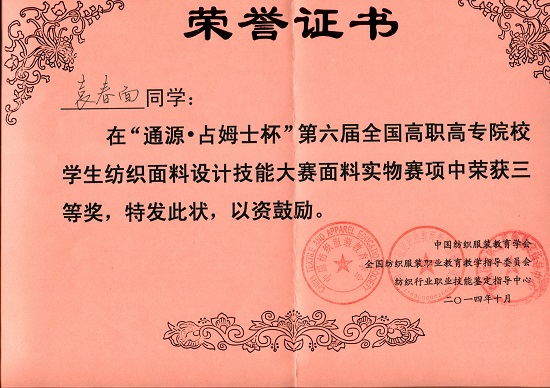 荣誉证书
袁春面同学：
在“通源·占姆士杯”第六届全国高职高专院校
学生纺织面料设计技能大赛面料实物赛项中荣获三
等奖，特发此状，以资鼓励。
中国纺织服装教育学会
全国纺织服装职业教育教学指导委员会
纺织行业职业技能鉴定指导中心
二〇一四年十月